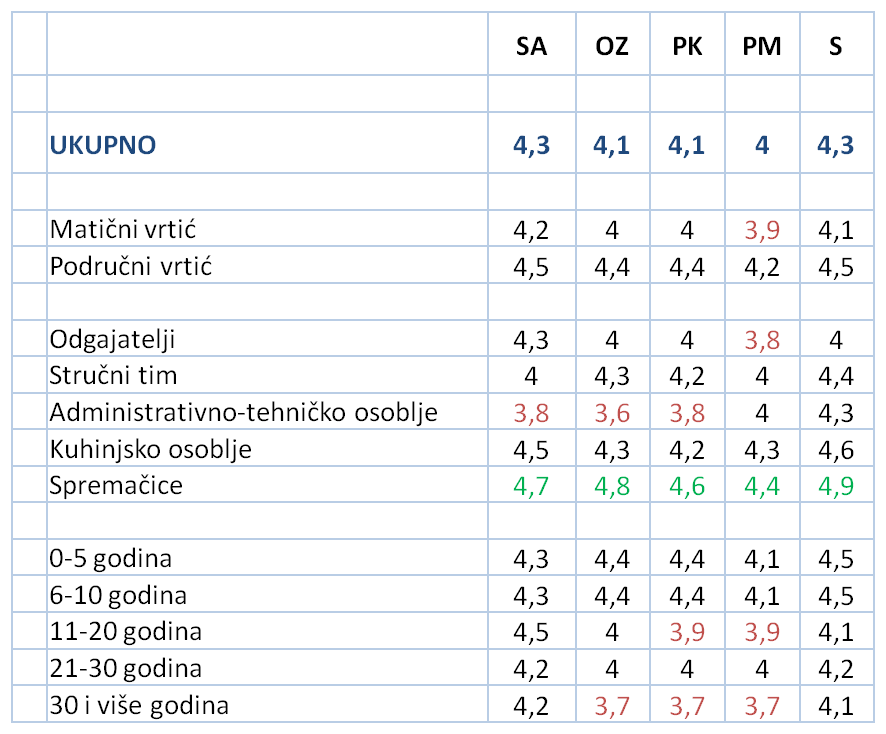 SA OZ PK PM S
UKUPNO 4,3 4,1 4,1 4 4,3
Matični vrtić 4,2 4 4 3,9 4,1
Područni vrtić 4,5 4,4 4,4 4,2 4,5
Odgajatelji 4,3 4 4 3,8 4
Stručni tim 4 4,3 4,2 4 4,4
Administrativno-tehničko osoblje 3,8 3,6 3,8 4 4,3
Kuhinjsko osoblje 4,5 4,3 4,2 4,3 4,6
Spremačice 4,7 4,8 4,6 4,4 4,9
0-5 godina 4,3 4,4 4,4 4,1 4,5
6-10 godina 4,3 4,4 4,4 4,1 4,5
11-20 godina 4,5 4 3,9 3,9 4,1
21-30 godina 4,2 4 4 4 4,2
30 i više godina 4,2 3,7 3,7 3,7 4,1